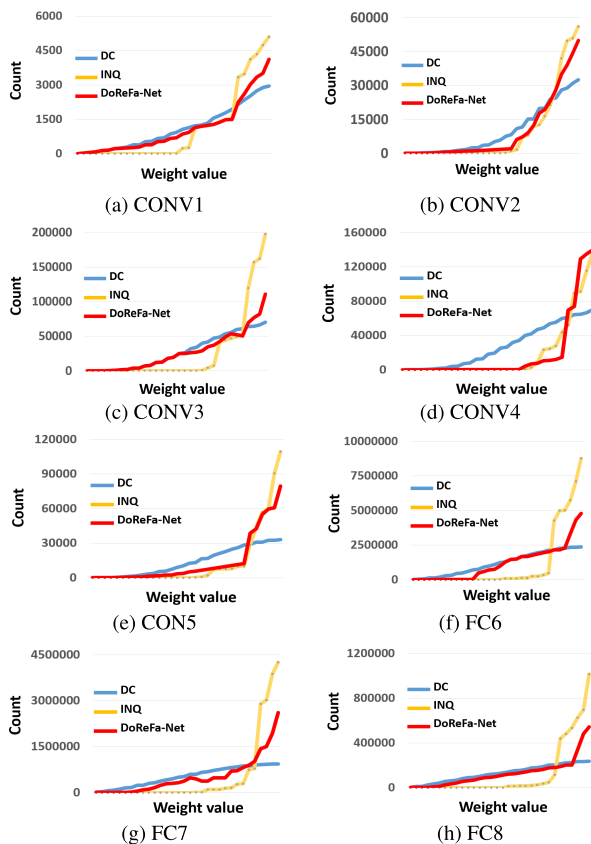 6000
4500
3000
1500
0
Count
DC
INQ
DoReFa-Net
Weight value
(a) CONV1
60000
45000
30000
15000
0
Count
DC
INQ
DoReFa-Net
Weight value
(b) CONV2
200000
150000
100000
50000
0
Count
DC
INQ
DoReFa-Net
Weight value
(c) CONV3
160000
120000
80000
40000
0
Count
DC
INQ
DoReFa-Net
Weight value
(d) CONV4
120000
90000
60000
30000
0
Count
DC
INQ
DoReFa-Net
Weight value
(e) CON5
10000000
7500000
5000000
2500000
0
Count
DC
INQ
DoReFa-Net
Weight value
(f) FC6
4500000
3000000
1500000
0
Count
DC
INQ
DoReFa-Net
Weight value
(g) FC7
1200000
800000
400000
0
Count
DC
INQ
DoReFa-Net
Weight value
(h) FC8